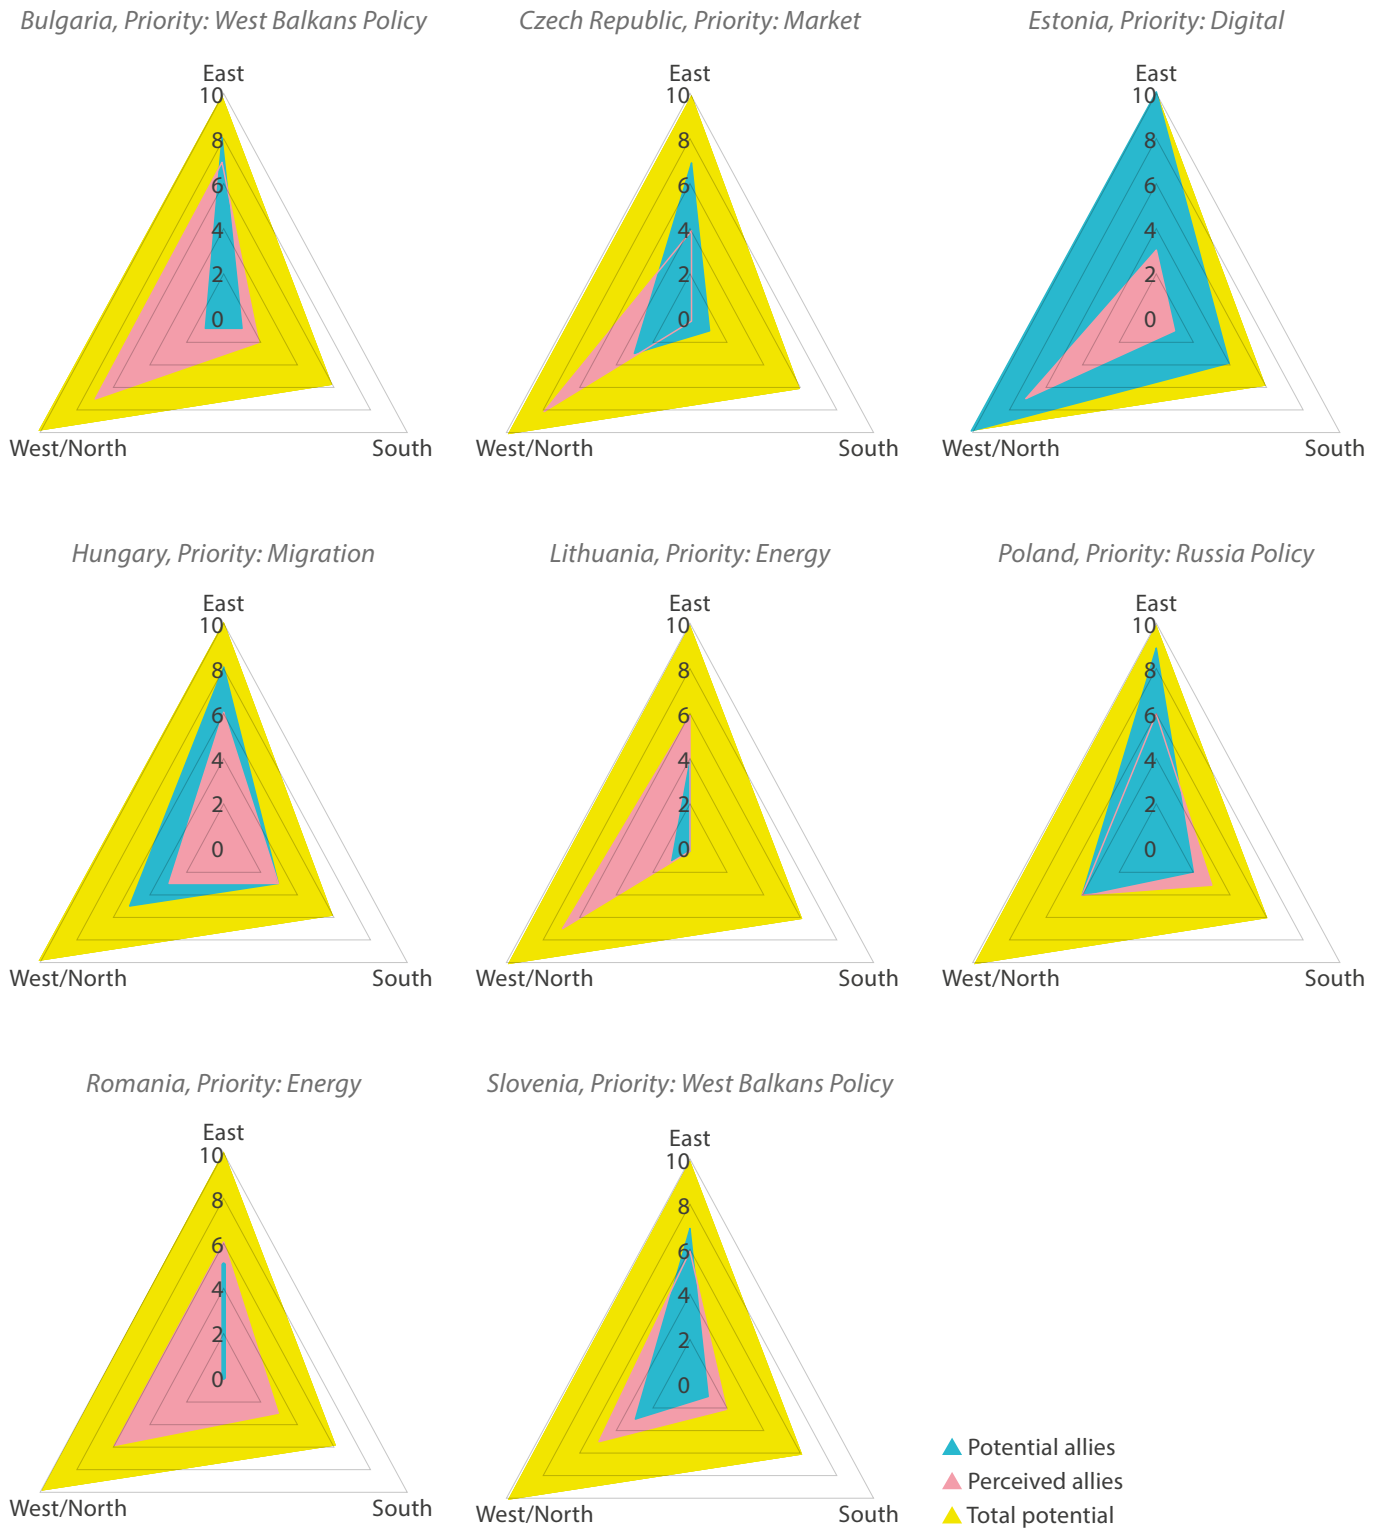 Bulgaria, Priority: West Balkans Policy
East
10
8
6
4
2
0
West/North South
Czech Republic, Priority: Market
East
10
8
6
4
2
0
West/North South
Estonia, Priority: Digital
East
10
8
6
4
2
0
West/North South
Hungary, Priority: Migration
East
10
8
6
4
2
0
West/North South
Lithuania, Priority: Energy
East
10
8
6
4
2
0
West/North South
Poland, Priority: Russia Policy
East
10
8
6
4
2
0
West/North South
Romania, Priority: Energy
East
10
8
6
4
2
0
West/North South
Slovenia, Priority: West Balkans Policy
East
10
8
6
4
2
0
West/North South
Potential allies
Perceived allies
Total potential